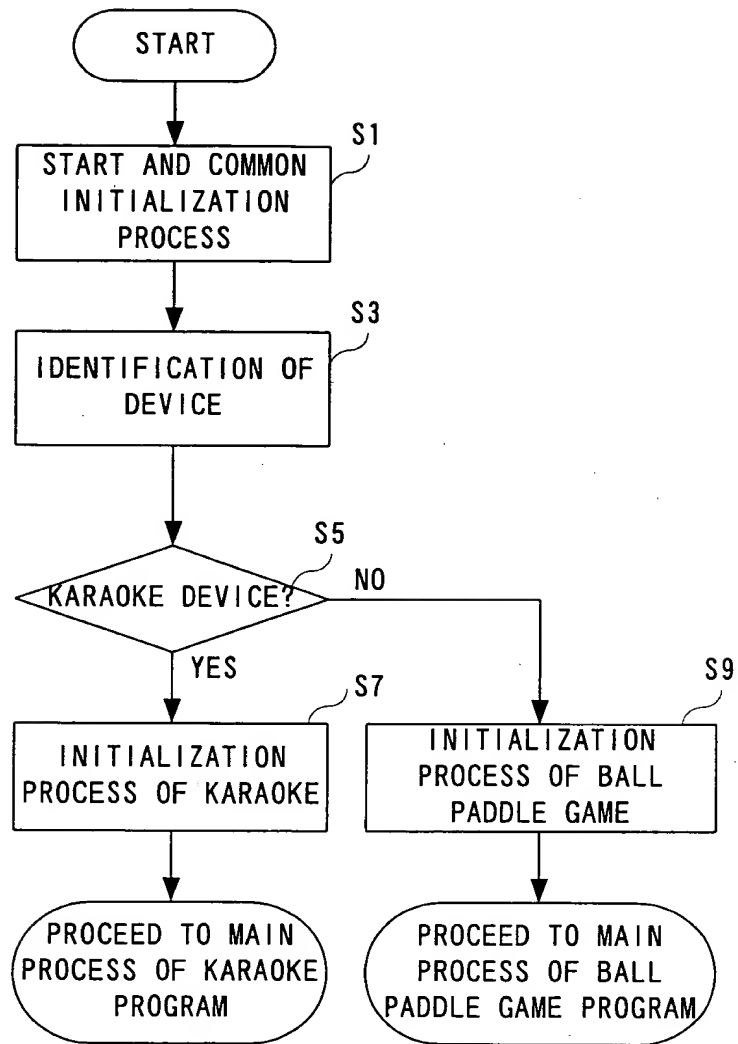 START
S1
START AND COMMON
INITIALIZATION
PROCESS
S3
IDENTIFICATION OF
DEVICE
S5
KARAOKE DEVICE?
NO
YES
S7
INITIALIZATION
PROCESS OF KARAOKE
S9
INITIALIZATION
PROCESS OF BALL
PADDLE GAME
PROCEED TO MAIN
PROCESS OF KARAOKE
PROGRAM
PROCEED TO MAIN
PROCESS OF BALL
PADDLE GAME PROGRAM